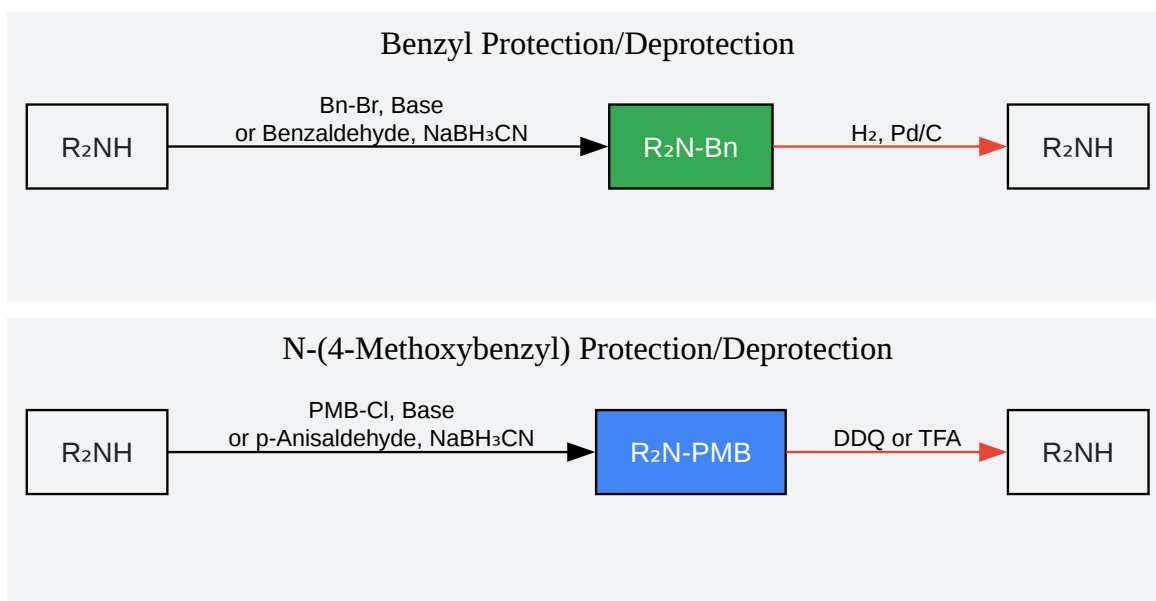 Benzyl Protection/Deprotection
Bn-Br, Base
or Benzaldehyde, NaBH₃CN
R₂NH
R₂N-Bn
H₂, Pd/C
R₂NH
N-(4-Methoxybenzyl) Protection/Deprotection
PMB-Cl, Base
or p-Anisaldehyde, NaBH₃CN
R₂NH
R₂N-PMB
DDQ or TFA
R₂NH